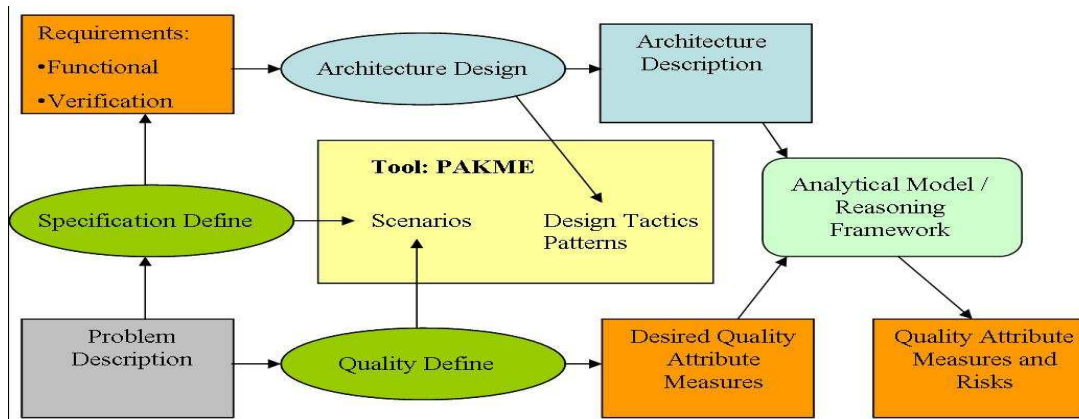 Requirements:
•Functional
•Verification
Architecture Design
Architecture
Description
Tool: PAKME
Specification Define
Scenarios
Design Tactics
Patterns
Analytical Model /
Reasoning
Framework
Problem
Description
Quality Define
Desired Quality
Attribute
Measures
Quality Attribute
Measures and
Risks